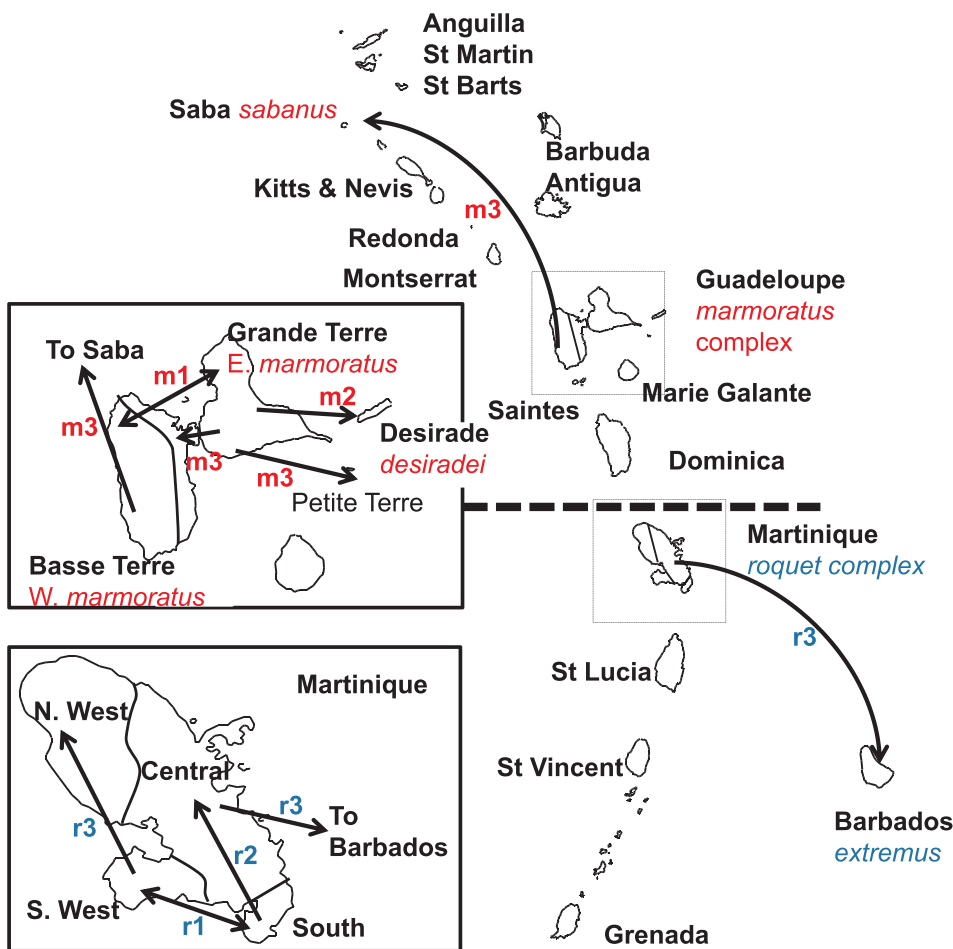 Anguilla
St Martin
St Barts
Saba sabanus
Barbuda
Antigua
Kitts & Nevis
m3
Redonda
Montserrat
Guadeloupe
marmoratus
complex
Marie Galante
Saintes
Dominica
Grande Terre
E. marmoratus
To Saba
m1
m2
m3
m3
Desirade
desiradei
m3
Petite Terre
Basse Terre
W. marmoratus
Martinique
roquet complex
r3
St Lucia
St Vincent
Barbados
extremus
Grenada
Martinique
N. West
Central
r3
r3
To
Barbados
r2
S. West
r1
South